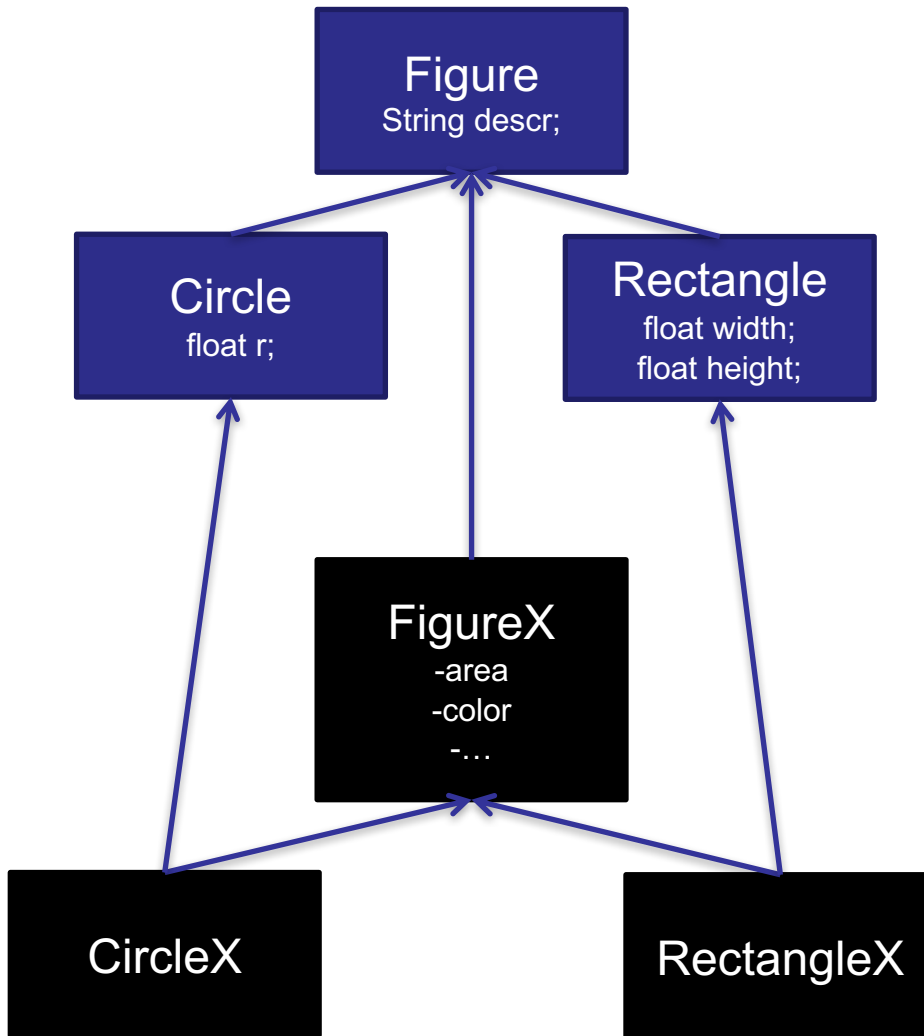 Figure
String descr;
Circle
float r;
Rectangle
float width;
float height;
FigureX
-area
-color
-…
CircleX
RectangleX